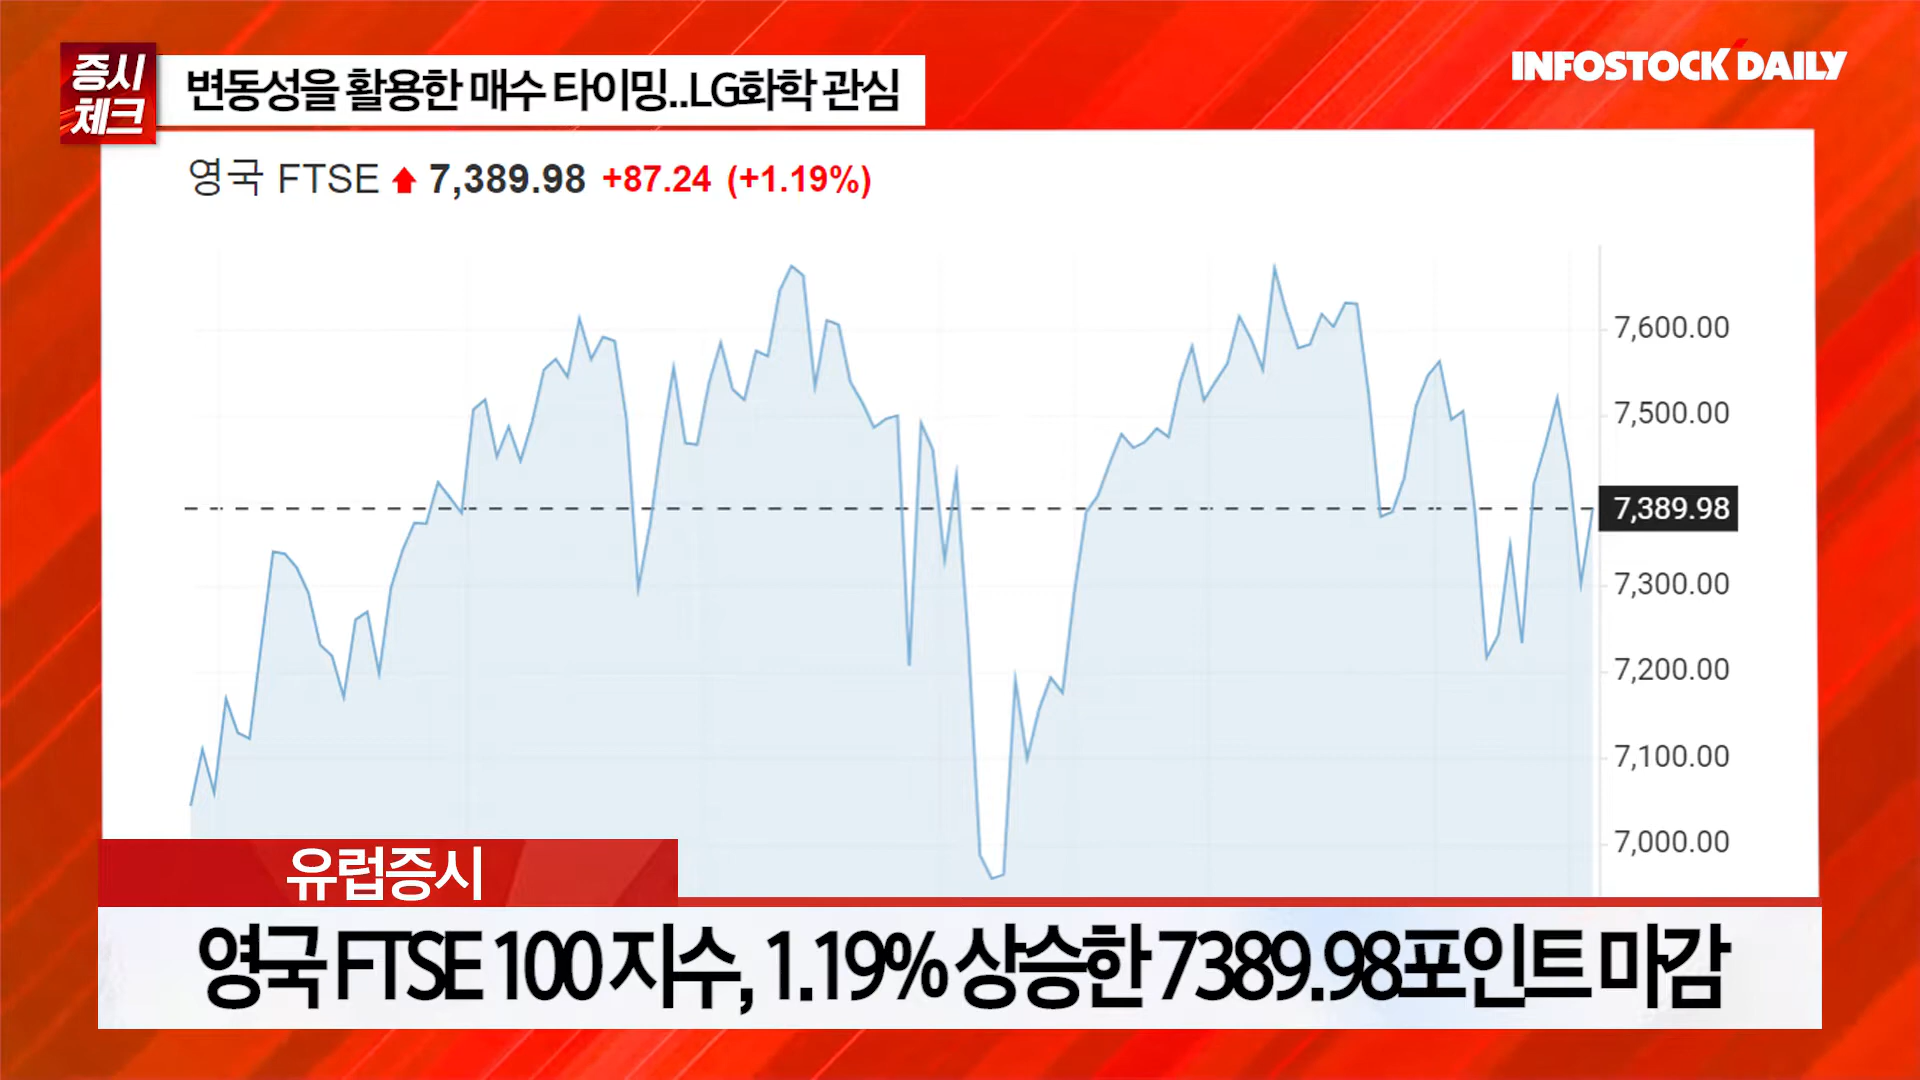 증시
체크
변동성을 활용한 매수 타이밍..LG화학 관심
INFOSTOCK DAILY
영국 FTSE 7,389.98 +87.24 (+1.19%)
7,600.00
7,500.00
7,389.98
7,300.00
7,200.00
7,100.00
7,000.00
유럽증시
영국 FTSE 100 지수, 1.19% 상승한 7389.98포인트 마감